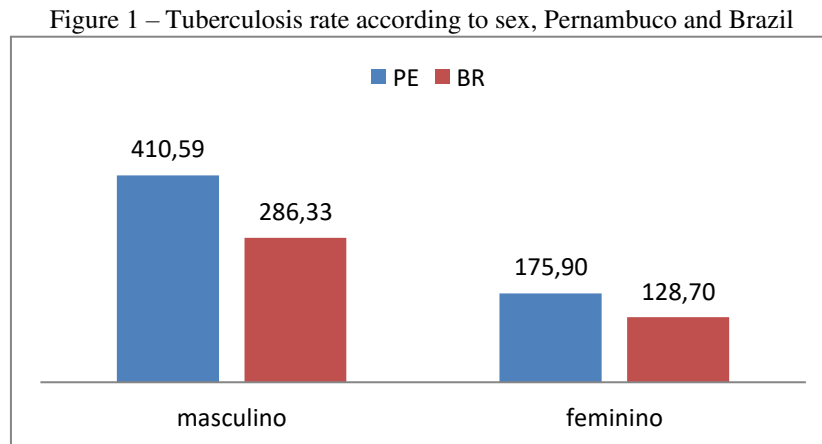 Figure 1 – Tuberculosis rate according to sex, Pernambuco and Brazil
PE BR
410,59
286,33
175,90
128,70
masculino feminino